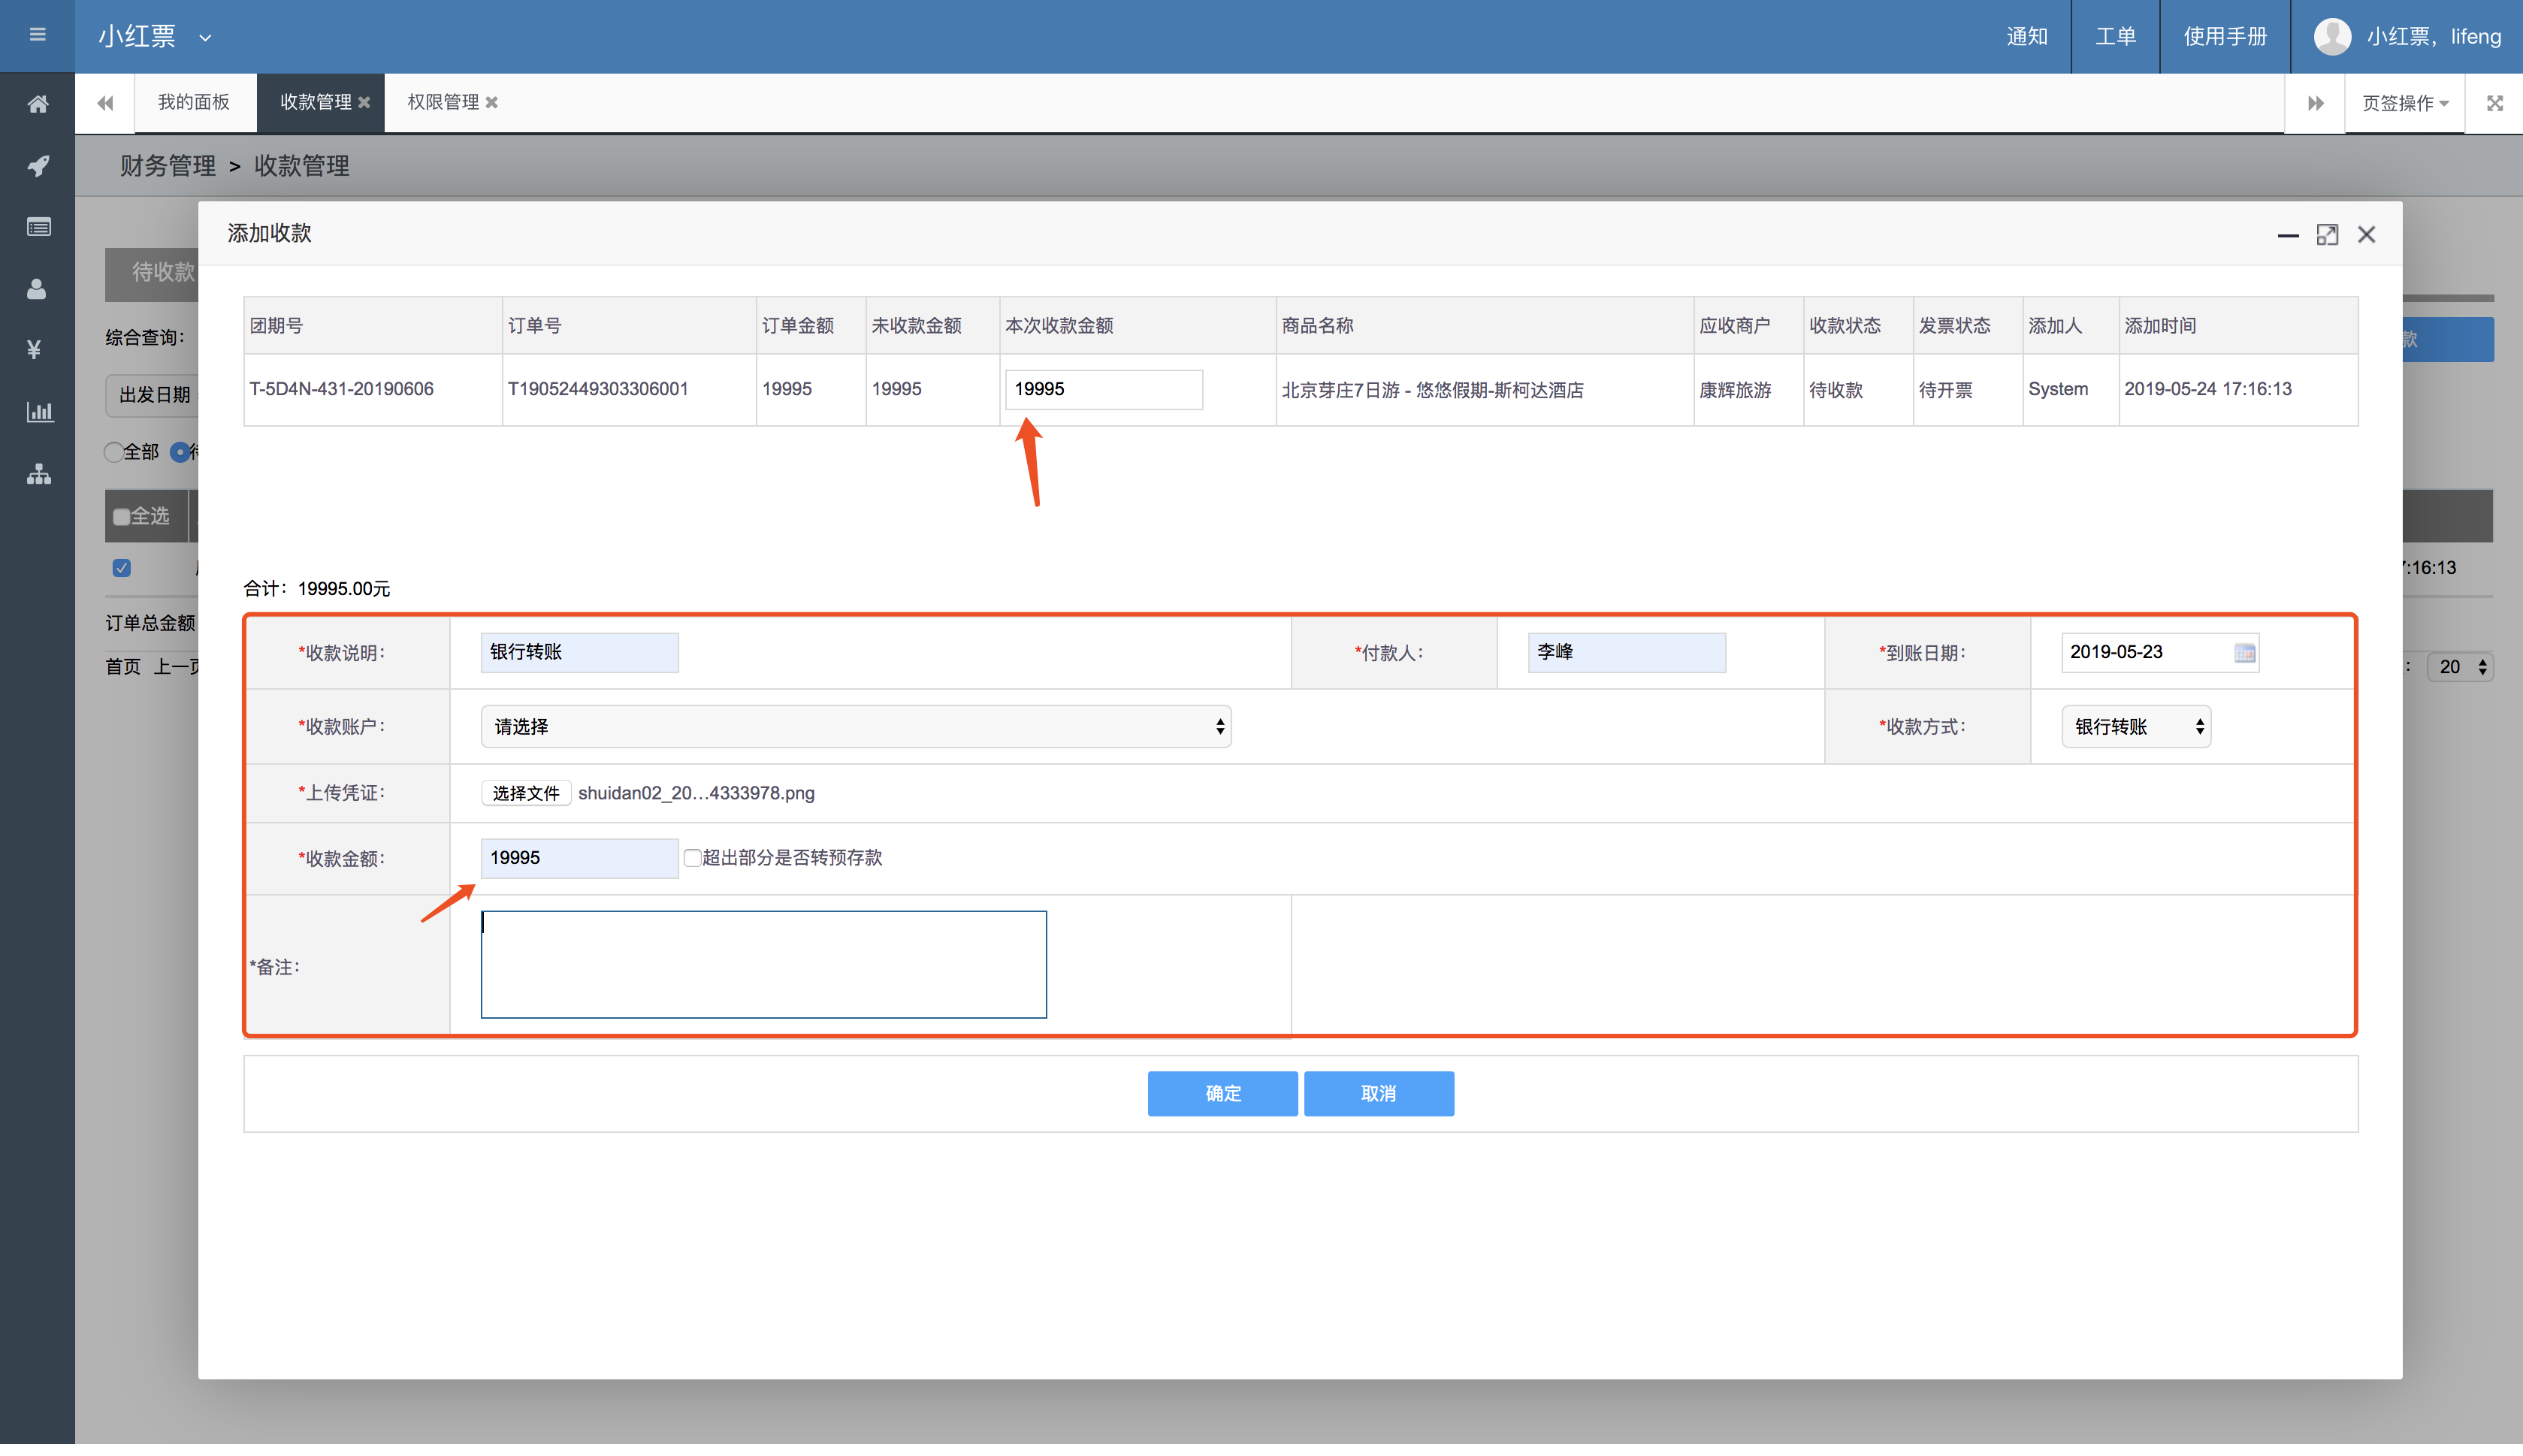 小红票
通知
工单
使用手册
小红票，lifeng
我的面板
收款管理
权限管理
页签操作
财务管理 > 收款管理
添加收款
待收款
综合查询：
款
出发日期
全部
全选
7:16:13
订单总金额
首页 上一页
20
团期号 订单号 订单金额 未收款金额 本次收款金额 商品名称 应收商户 收款状态 发票状态 添加人 添加时间
T-5D4N-431-20190606 T19052449303306001 19995 19995 19995 北京芽庄7日游 - 悠悠假期-斯柯达酒店 康辉旅游 待收款 待开票 System 2019-05-24 17:16:13
合计：19995.00元
*收款说明： 银行转账 *付款人： 李峰 *到账日期： 2019-05-23
*收款账户： 请选择 *收款方式： 银行转账
*上传凭证： 选择文件 shuidan02_20...4333978.png
*收款金额： 19995 超出部分是否转预存款
*备注：
确定 取消